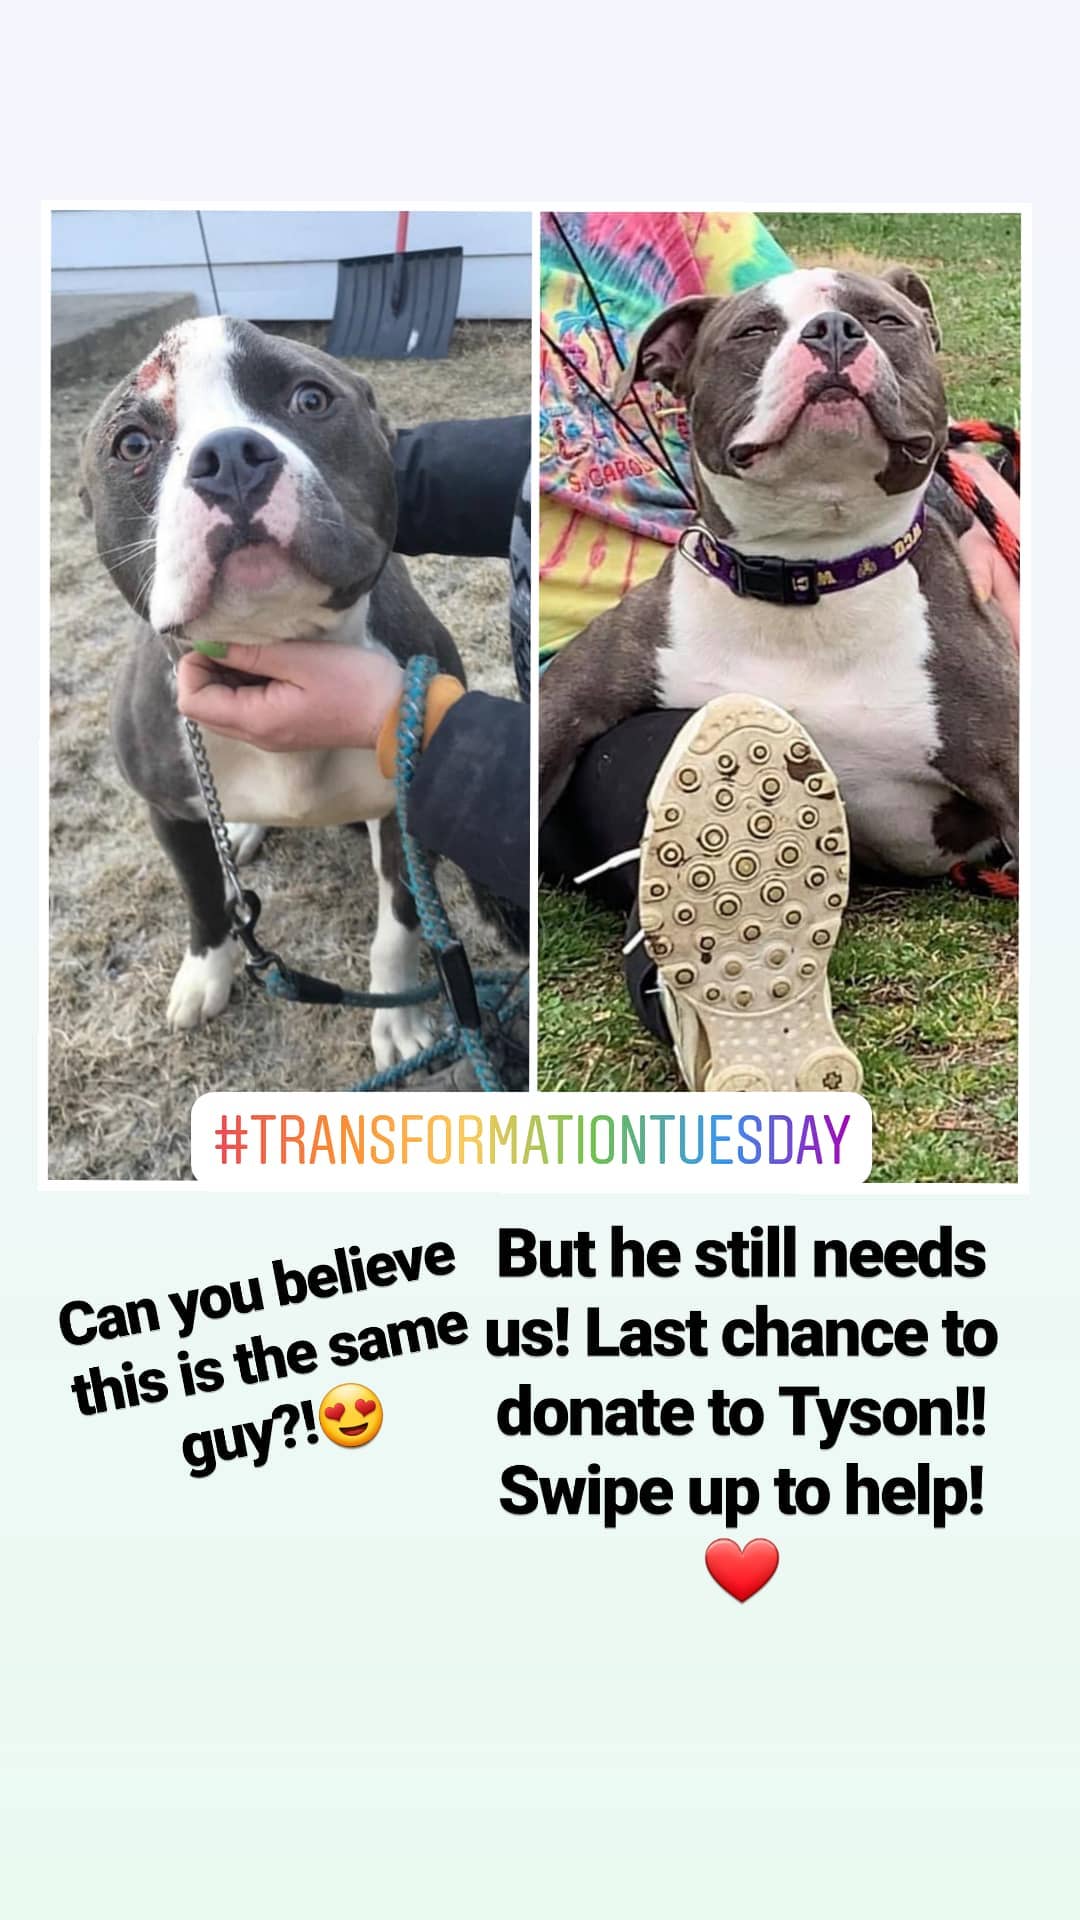 S. CARO
#TRANSFORMATIONTUESDAY
Can you believe
this is the same
guy?!😍
But he still needs
us! Last chance to
donate to Tyson!!
Swipe up to help!
❤️